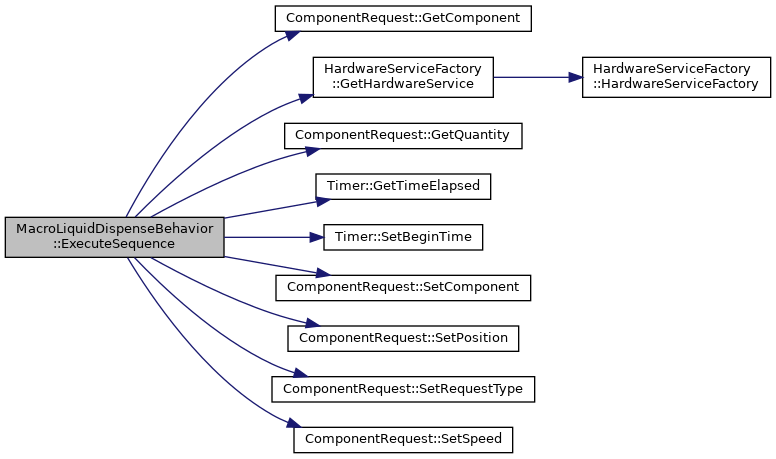 ComponentRequest::GetComponent
HardwareServiceFactory
::GetHardwareService
HardwareServiceFactory
::HardwareServiceFactory
ComponentRequest::GetQuantity
Timer::GetTimeElapsed
MacroLiquidDispenseBehavior
::ExecuteSequence
Timer::SetBeginTime
ComponentRequest::SetComponent
ComponentRequest::SetPosition
ComponentRequest::SetRequestType
ComponentRequest::SetSpeed